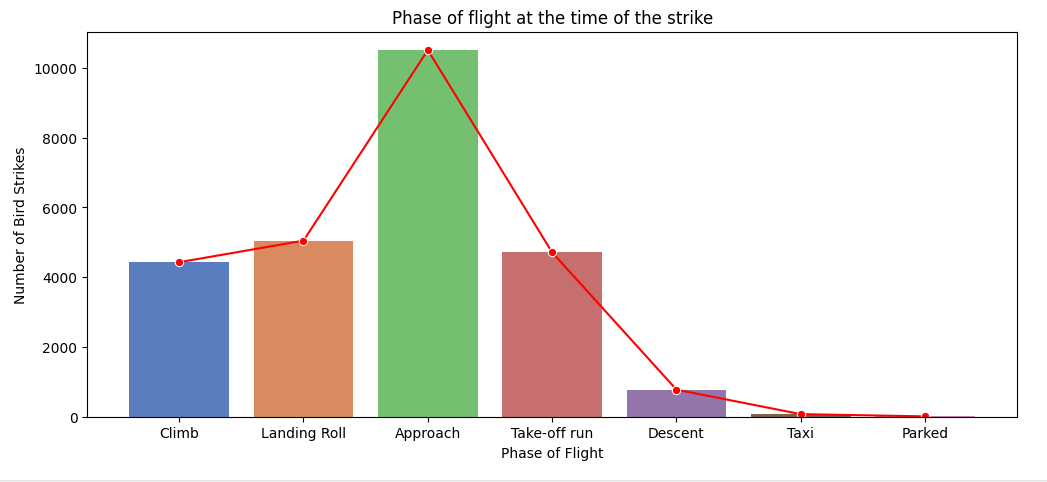 Phase of flight at the time of the strike
Number of Bird Strikes
10000
8000
6000
4000
2000
0
Climb
Landing Roll
Approach
Take-off run
Descent
Taxi
Parked
Phase of Flight